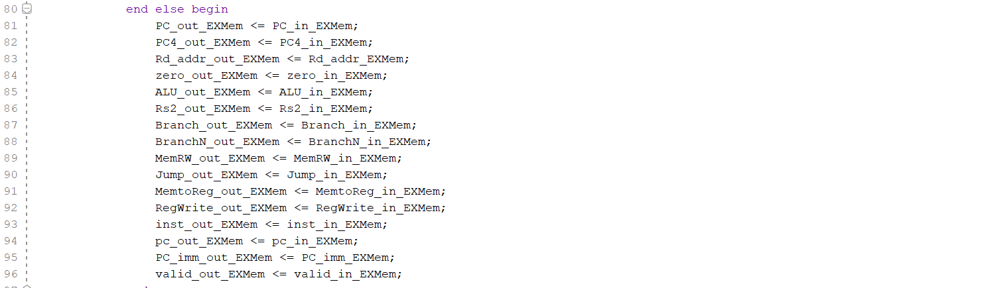 80 end else begin
81 PC_out_EXMem <= PC_in_EXMem;
82 PC4_out_EXMem <= PC4_in_EXMem;
83 Rd_addr_out_EXMem <= Rd_addr_EXMem;
84 zero_out_EXMem <= zero_in_EXMem;
85 ALU_out_EXMem <= ALU_in_EXMem;
86 Rs2_out_EXMem <= Rs2_in_EXMem;
87 Branch_out_EXMem <= Branch_in_EXMem;
88 BranchN_out_EXMem <= BranchN_in_EXMem;
89 MemRW_out_EXMem <= MemRW_in_EXMem;
90 Jump_out_EXMem <= Jump_in_EXMem;
91 MemtoReg_out_EXMem <= MemtoReg_in_EXMem;
92 RegWrite_out_EXMem <= RegWrite_in_EXMem;
93 inst_out_EXMem <= inst_in_EXMem;
94 pc_out_EXMem <= pc_in_EXMem;
95 PC_imm_out_EXMem <= PC_imm_EXMem;
96 valid_out_EXMem <= valid_in_EXMem;